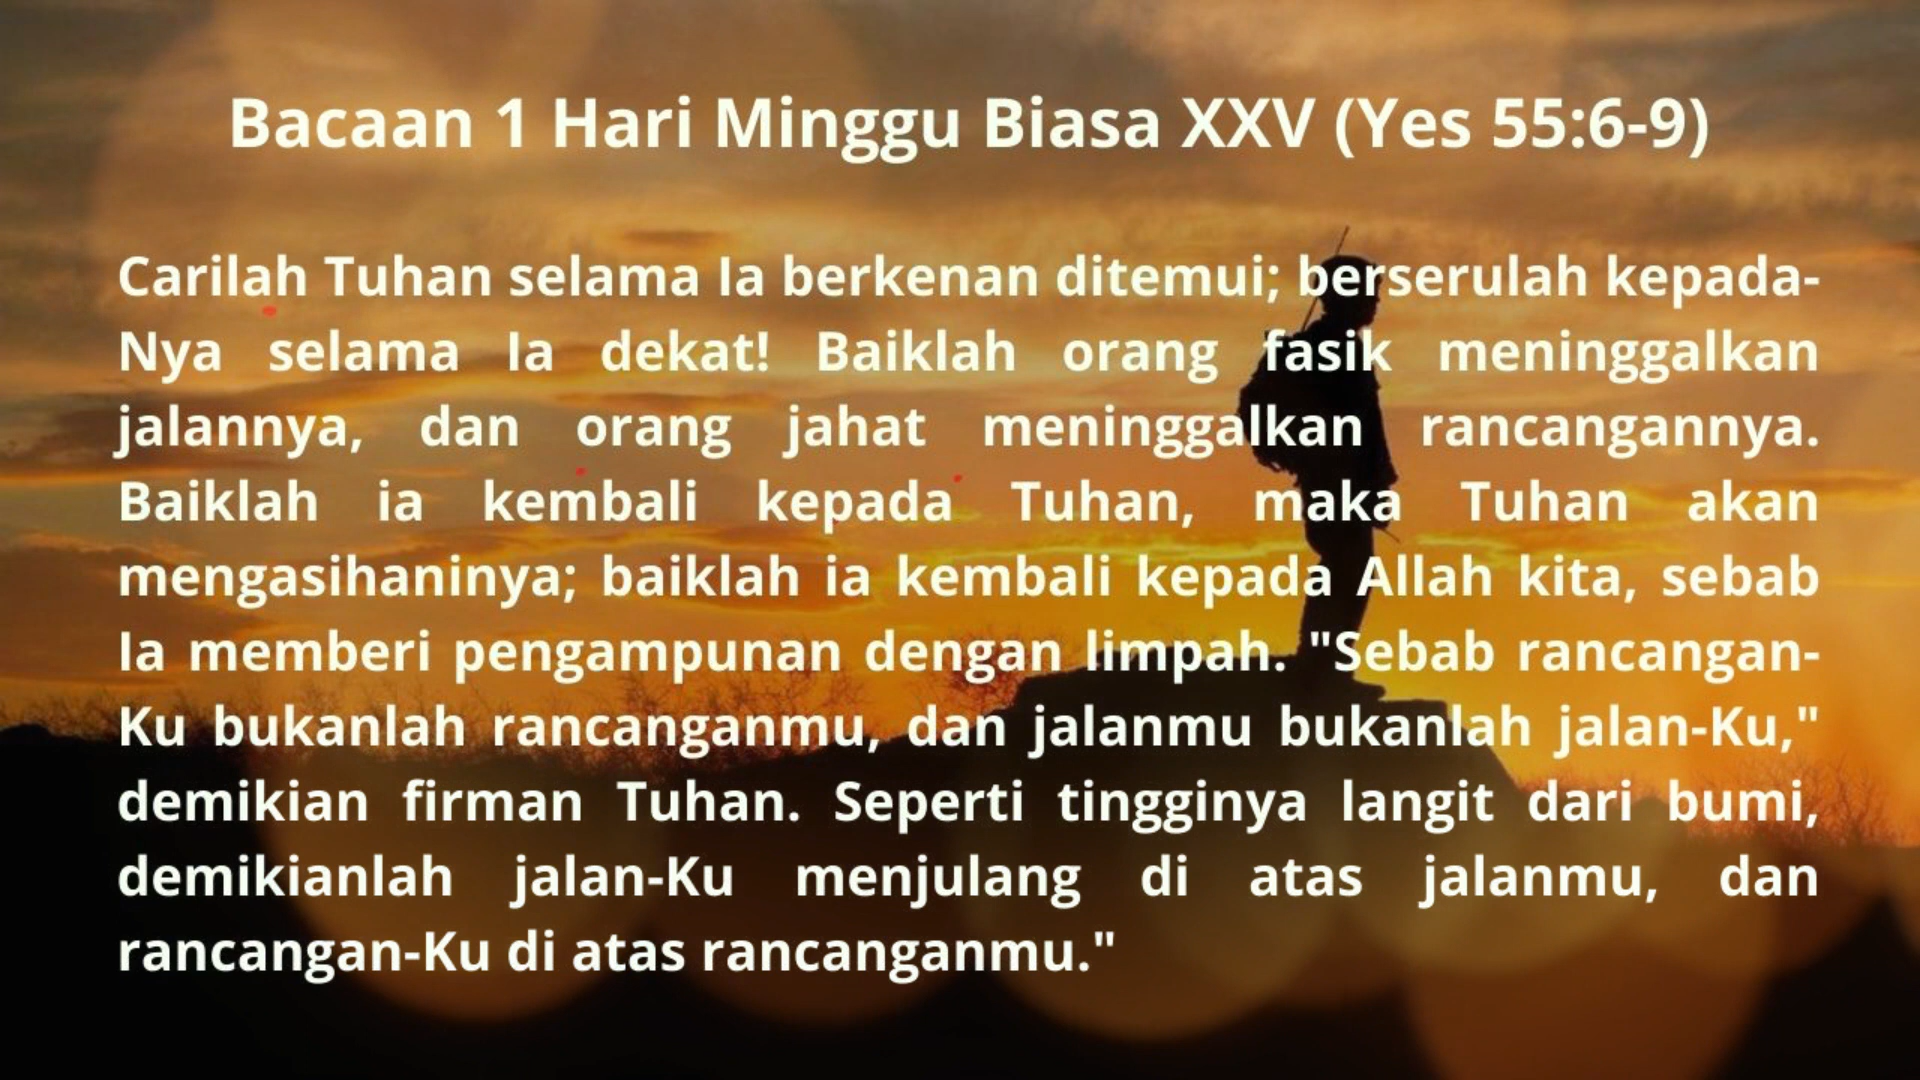 Bacaan 1 Hari Minggu Biasa XXV (Yes 55:6-9)
Carilah Tuhan selama Ia berkenan ditemui; berserulah kepada-
Nya selama Ia dekat! Baiklah orang fasik meninggalkan
jalannya, dan orang jahat meninggalkan rancangannya.
Baiklah ia kembali kepada Tuhan, maka Tuhan akan
mengasihaninya; baiklah ia kembali kepada Allah kita, sebab
Ia memberi pengampunan dengan limpah. "Sebab rancangan-
Ku bukanlah rancanganmu, dan jalanmu bukanlah jalan-Ku,"
demikian firman Tuhan. Seperti tingginya langit dari bumi,
demikianlah jalan-Ku menjulang di atas jalanmu, dan
rancangan-Ku di atas rancanganmu."